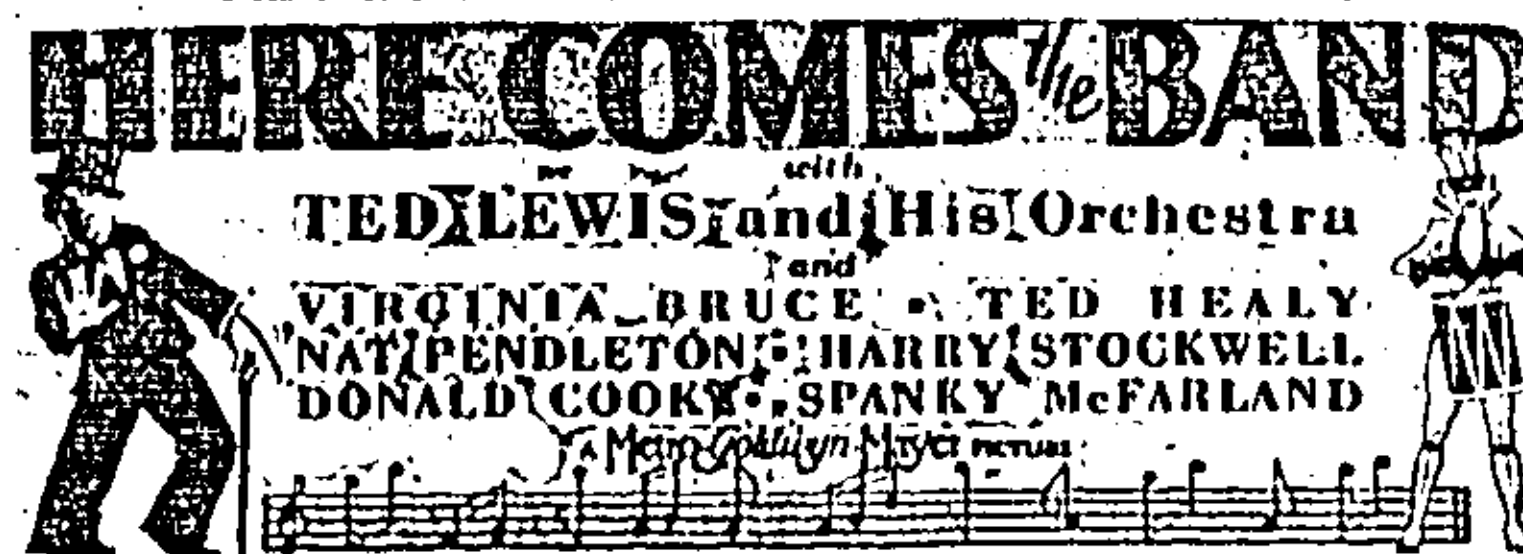 HERE COMES the BAND
with
TED LEWIS and His Orchestra
and
VIRGINIA BRUCE • TED HEALY
NAT PENDLETON • HARRY STOCKWELL
DONALD COOK • SPANKY McFARLAND
A Metro-Goldwyn-Mayer PICTURE